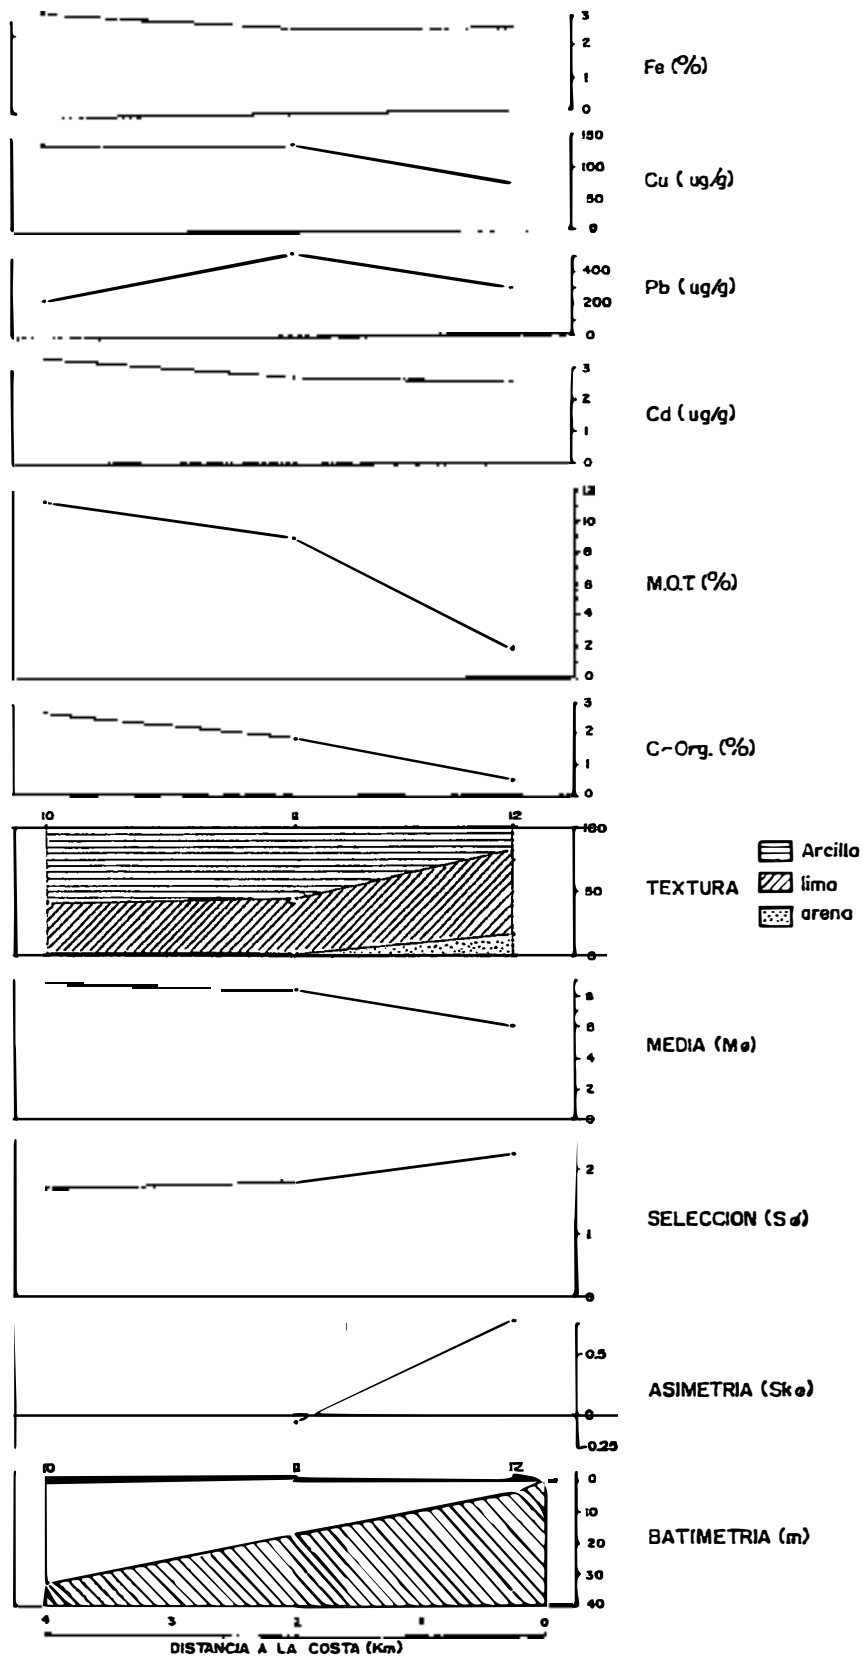 3
2
1
0
Fe (%)
150
100
50
0
Cu ( ug/g)
400
200
0
Pb ( ug/g)
3
2
1
0
Cd (ug/g)
12
10
8
6
4
2
0
M.O.T (%)
3
2
1
0
C-Org. (%)
10 11 12
100
50
0
TEXTURA
Arcilla
lima
arena
8
6
4
2
0
MEDIA (Mø)
2
1
0
SELECCION (Sø)
0.5
0
-0.25
ASIMETRIA (Skø)
10 11 12
0
10
20
30
40
BATIMETRIA (m)
4 3 2 1 0
DISTANCIA A LA COSTA (Km)